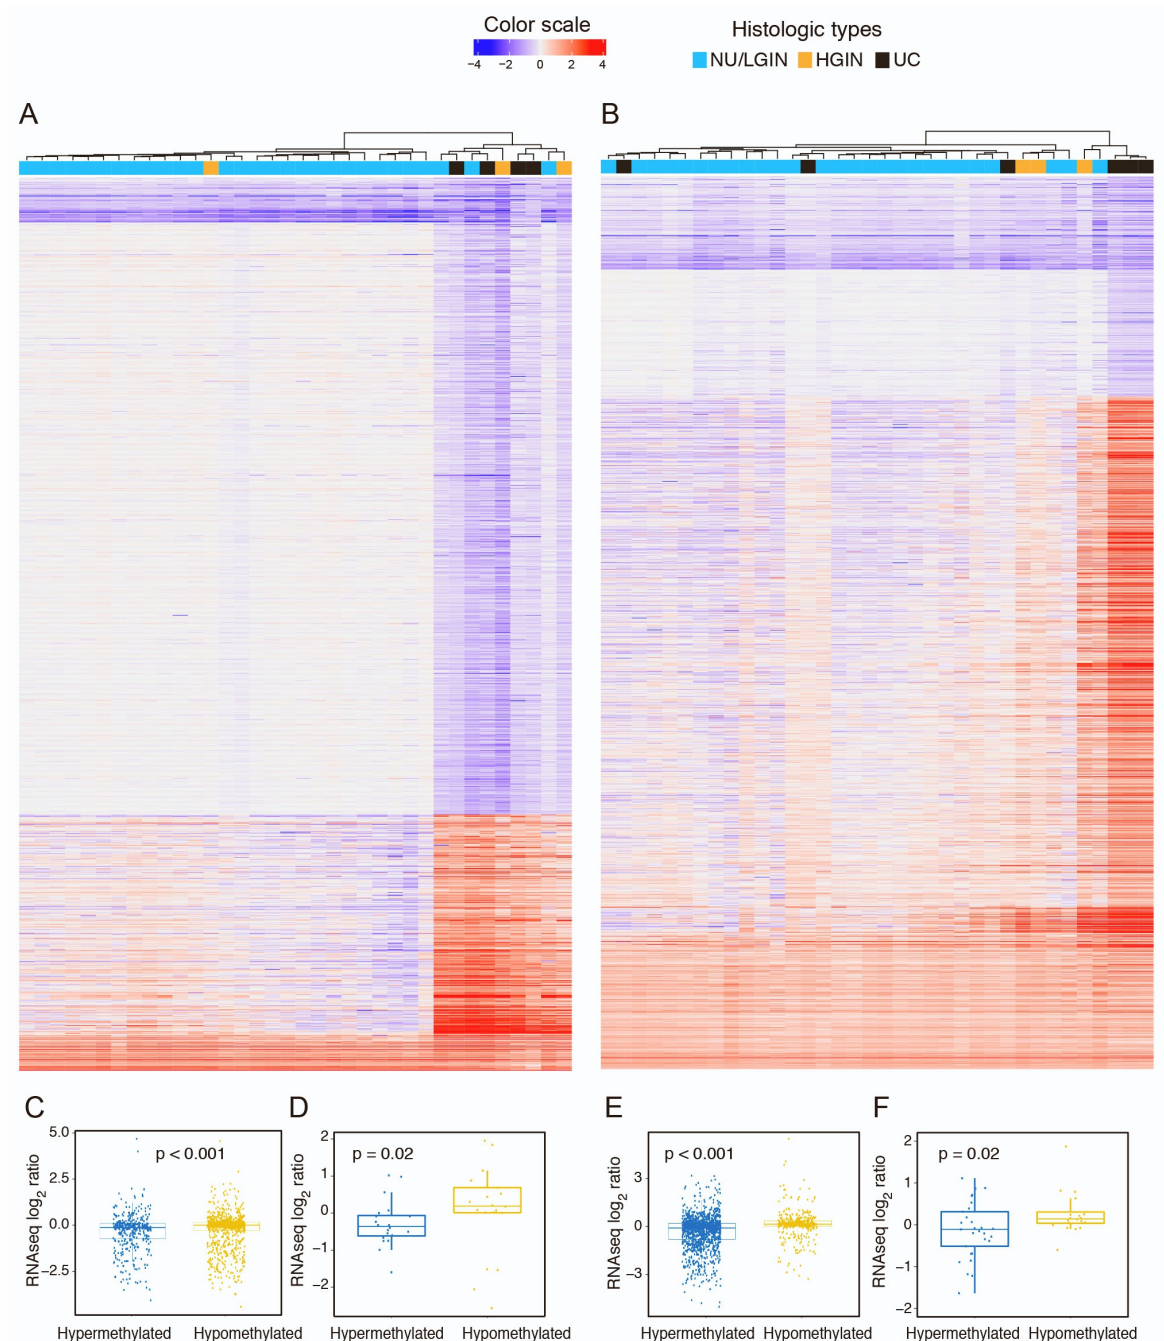 Color scale
−4 −2 0 2 4
Histologic types
NU/LGIN HGIN UC
A
B
C
RNAseq log2 ratio
5.0
2.5
0.0
−2.5
p < 0.001
Hypermethylated Hypomethylated
D
RNAseq log2 ratio
2
1
0
−1
−2
p = 0.02
Hypermethylated Hypomethylated
E
RNAseq log2 ratio
3
0
−3
p < 0.001
Hypermethylated Hypomethylated
F
RNAseq log2 ratio
2
1
0
−1
−2
p = 0.02
Hypermethylated Hypomethylated